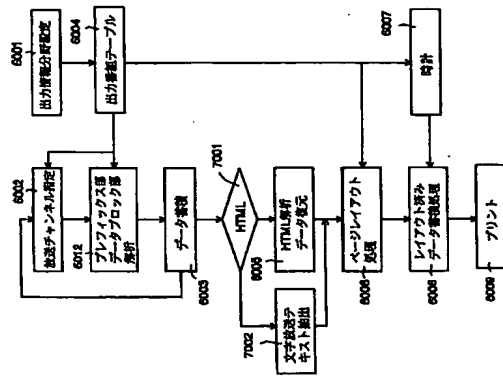 6001
出力情報分野設定
6004
出力番組テーブル
6007
時計
6002
放送チャンネル指定
6012
プレフィックス部
データブロック部
解析
データ蓄積
6003
7001
HTML
7002
文字放送テ
キスト抽出
6005
HTML解析
データ復元
ページレイアウト
処理
6006
レイアウト済み
データ蓄積処理
6008
プリント
6009